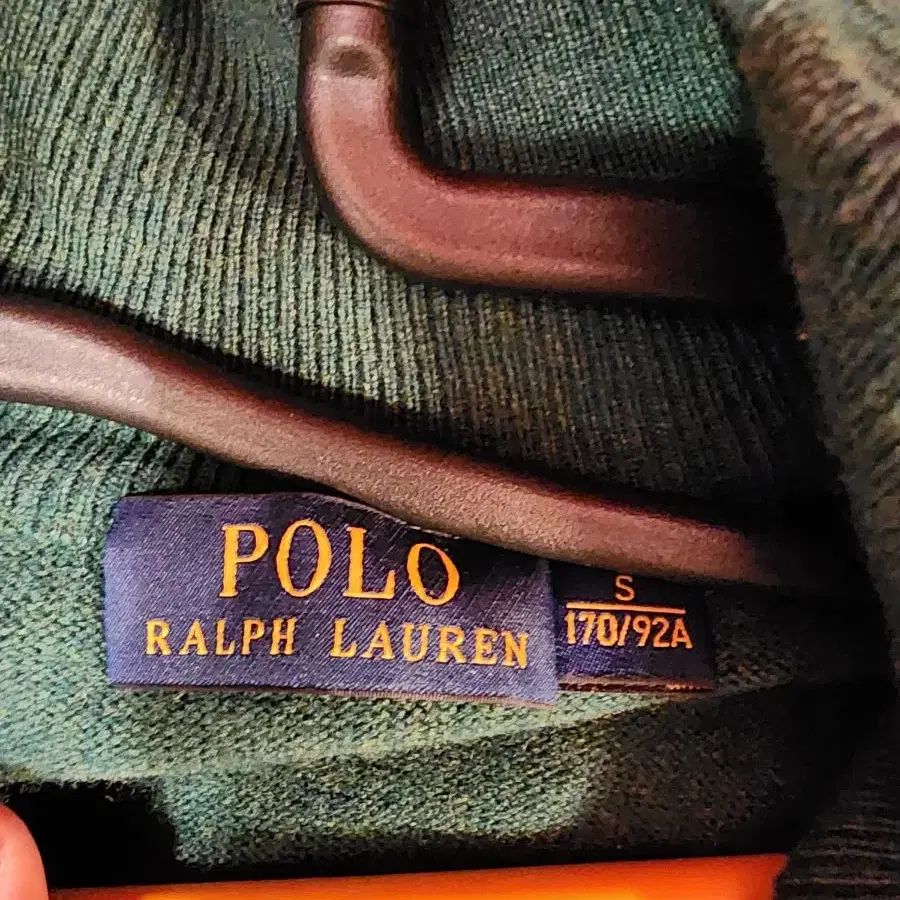 POLO
RALPH LAUREN
S
170/92A